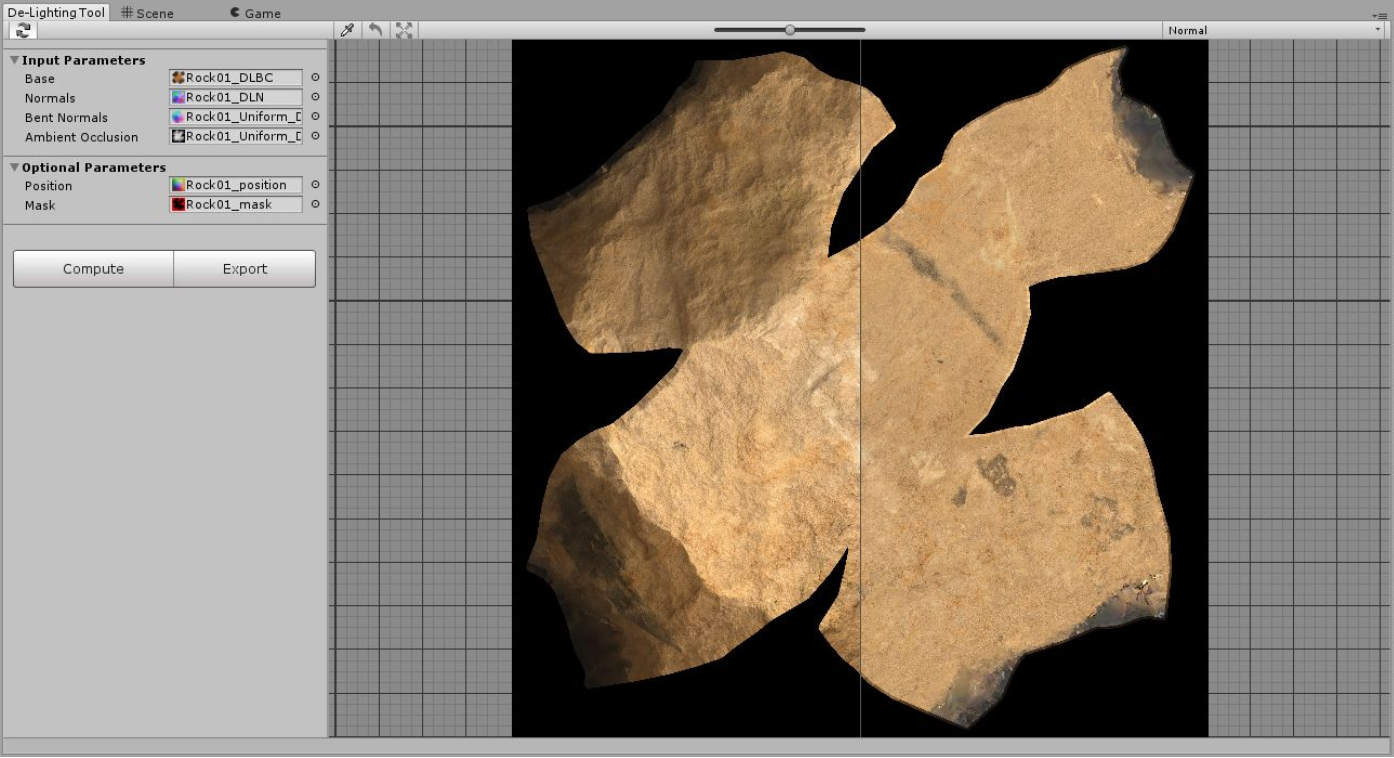 De-Lighting Tool
Scene
Game
Normal
Input Parameters
Base Rock01_DLBC
Normals Rock01_DLN
Bent Normals Rock01_Uniform_D
Ambient Occlusion Rock01_Uniform_D
Optional Parameters
Position Rock01_position
Mask Rock01_mask
Compute Export